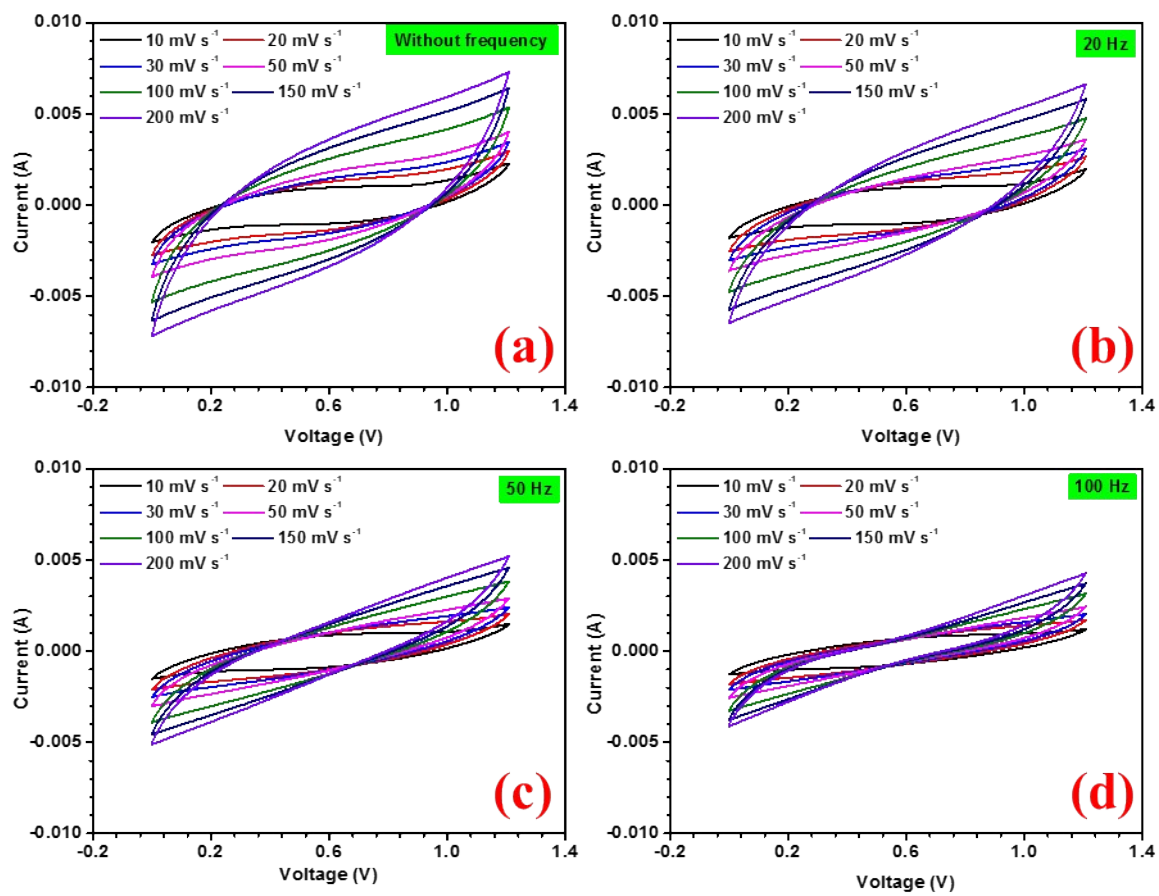 0.010
0.005
0.000
-0.005
-0.010
Current (A)
10 mV s⁻¹ 20 mV s⁻¹
30 mV s⁻¹ 50 mV s⁻¹
100 mV s⁻¹ 150 mV s⁻¹
200 mV s⁻¹
Without frequency
(a)
-0.2 0.2 0.6 1.0 1.4
Voltage (V)
0.010
0.005
0.000
-0.005
-0.010
Current (A)
10 mV s⁻¹ 20 mV s⁻¹
30 mV s⁻¹ 50 mV s⁻¹
100 mV s⁻¹ 150 mV s⁻¹
200 mV s⁻¹
20 Hz
(b)
-0.2 0.2 0.6 1.0 1.4
Voltage (V)
0.010
0.005
0.000
-0.005
-0.010
Current (A)
10 mV s⁻¹ 20 mV s⁻¹
30 mV s⁻¹ 50 mV s⁻¹
100 mV s⁻¹ 150 mV s⁻¹
200 mV s⁻¹
50 Hz
(c)
-0.2 0.2 0.6 1.0 1.4
Voltage (V)
0.010
0.005
0.000
-0.005
-0.010
Current (A)
10 mV s⁻¹ 20 mV s⁻¹
30 mV s⁻¹ 50 mV s⁻¹
100 mV s⁻¹ 150 mV s⁻¹
200 mV s⁻¹
100 Hz
(d)
-0.2 0.2 0.6 1.0 1.4
Voltage (V)